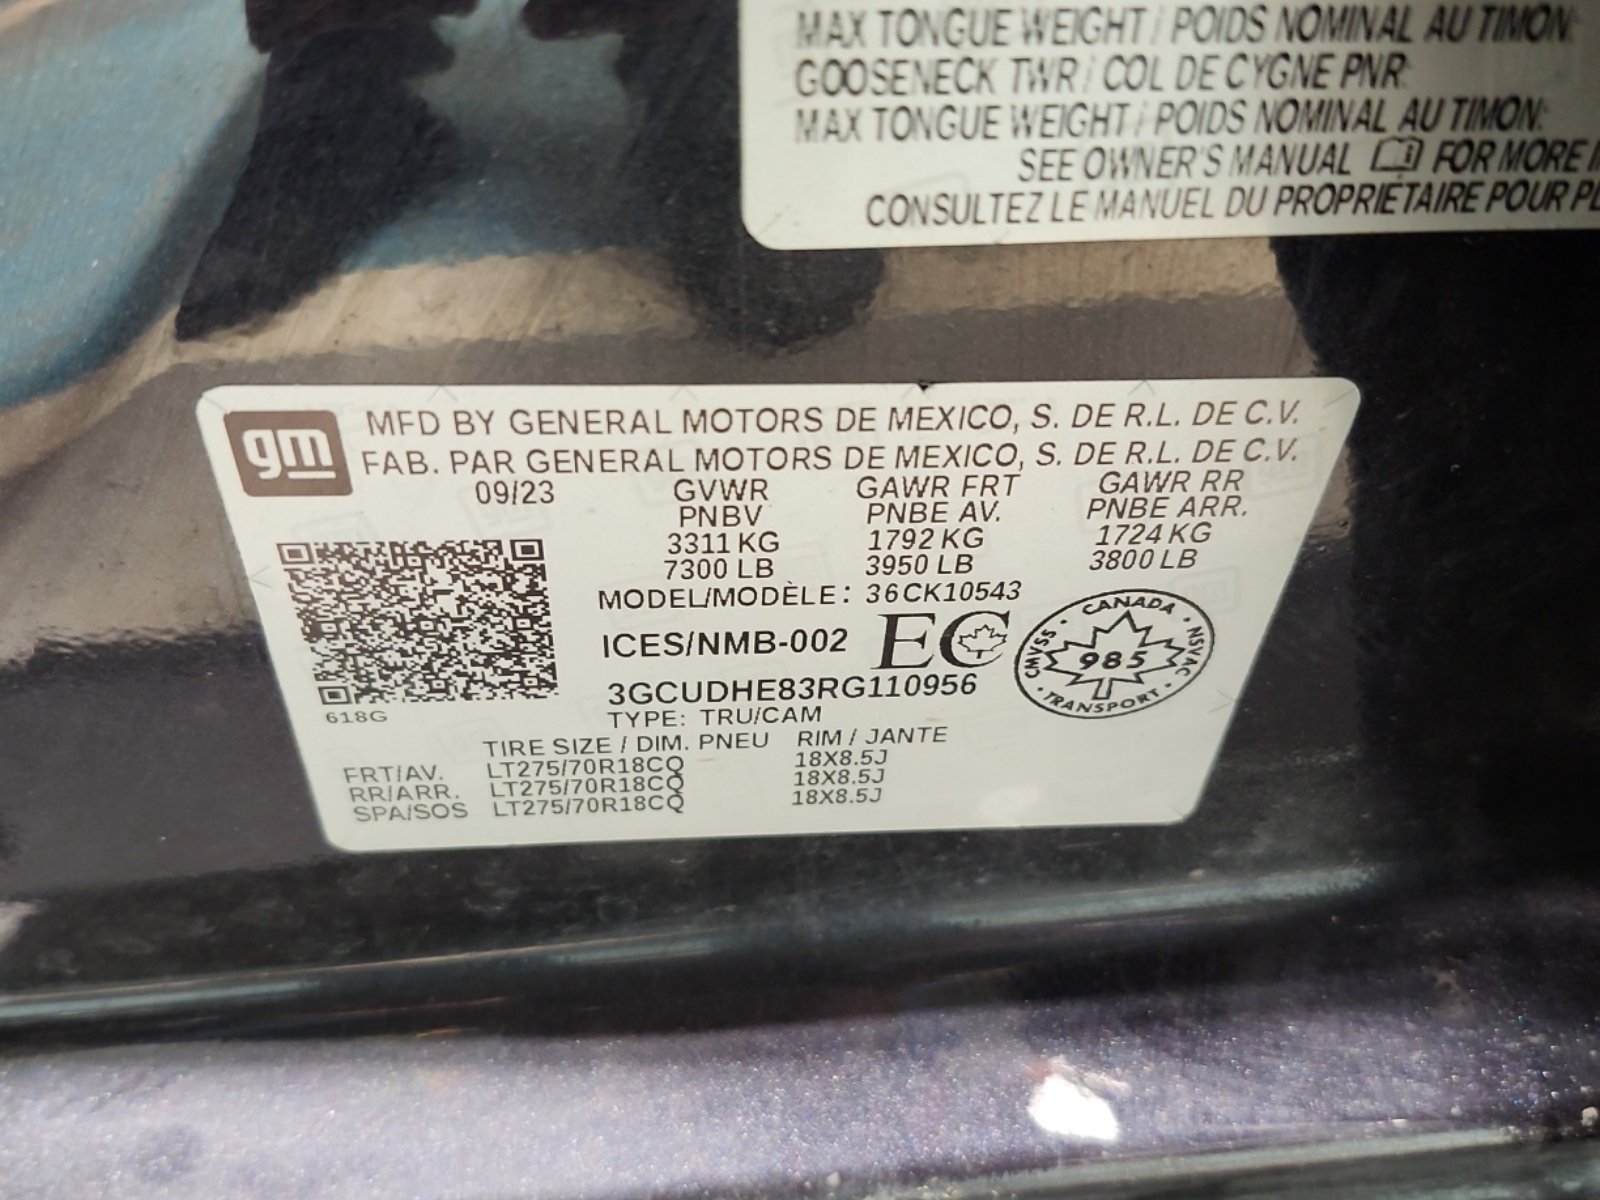 MAX TONGUE WEIGHT / POIDS NOMINAL AU TIMON:
GOOSENECK TWR / COL DE CYGNE PNR
MAX TONGUE WEIGHT / POIDS NOMINAL AU TIMON:
SEE OWNER'S MANUAL FOR MORE
CONSULTEZ LE MANUEL DU PROPRIÉTAIRE POUR
gm
MFD BY GENERAL MOTORS DE MEXICO, S. DE R.L. DE C.V.
FAB. PAR GENERAL MOTORS DE MEXICO, S. DE R.L. DE C.V.
09/23 GVWR GAWR FRT GAWR RR
PNBV PNBE AV. PNBE ARR.
3311 KG 1792 KG 1724 KG
7300 LB 3950 LB 3800 LB
MODEL/MODÈLE: 36CK10543
ICES/NMB-002 EC
CANADA
CMVSS 985 NSVAC
TRANSPORT
3GCUDHE83RG110956
618G
TYPE: TRU/CAM
TIRE SIZE / DIM. PNEU RIM / JANTE
FRT/AV. LT275/70R18CQ 18X8.5J
RR/ARR. LT275/70R18CQ 18X8.5J
SPA/SOS LT275/70R18CQ 18X8.5J